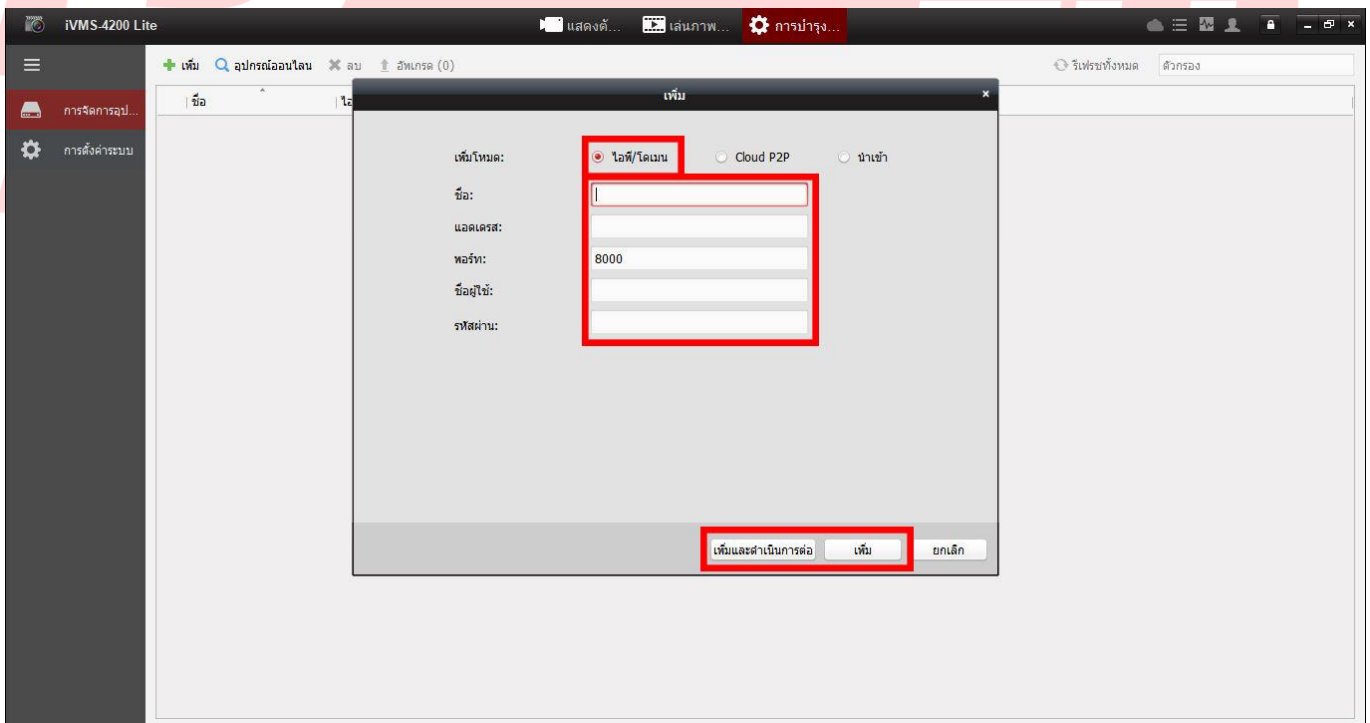 iVMS-4200 Lite
แสดงตั...
เล่นภาพ...
การบำรุง...
เพิ่ม
อุปกรณ์ออนไลน
ลบ
อัพเกรด (0)
รีเฟรชทั้งหมด
ตัวกรอง
การจัดการอุป...
การตั้งค่าระบบ
ชื่อ
ไอ
เพิ่ม
เพิ่มโหมด:
ไอพี/โดเมน
Cloud P2P
นำเข้า
ชื่อ:
แอดเดรส:
พอร์ท:
8000
ชื่อผู้ใช้:
รหัสผ่าน:
เพิ่มและดำเนินการต่อ
เพิ่ม
ยกเลิก